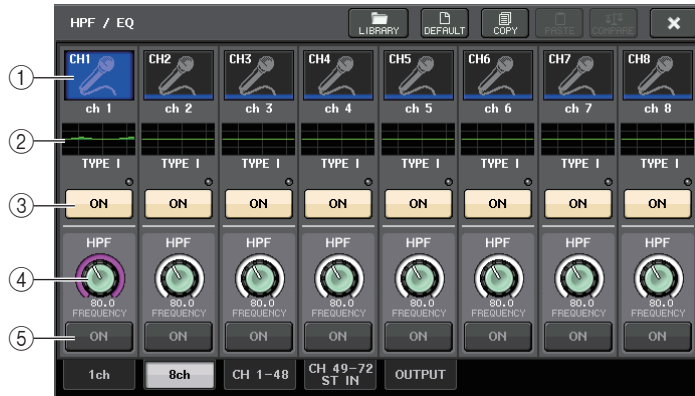 HPF / EQ
LIBRARY DEFAULT COPY PASTE COMPARE
CH1 CH2 CH3 CH4 CH5 CH6 CH7 CH8
① ch 1 ch 2 ch 3 ch 4 ch 5 ch 6 ch 7 ch 8
② TYPE I TYPE I TYPE I TYPE I TYPE I TYPE I TYPE I TYPE I
③ ON ON ON ON ON ON ON ON
HPF HPF HPF HPF HPF HPF HPF HPF
④ 80.0 80.0 80.0 80.0 80.0 80.0 80.0 80.0
FREQUENCY FREQUENCY FREQUENCY FREQUENCY FREQUENCY FREQUENCY FREQUENCY FREQUENCY
⑤ ON ON ON ON ON ON ON ON
1ch 8ch CH 1-48 CH 49-72 ST IN OUTPUT